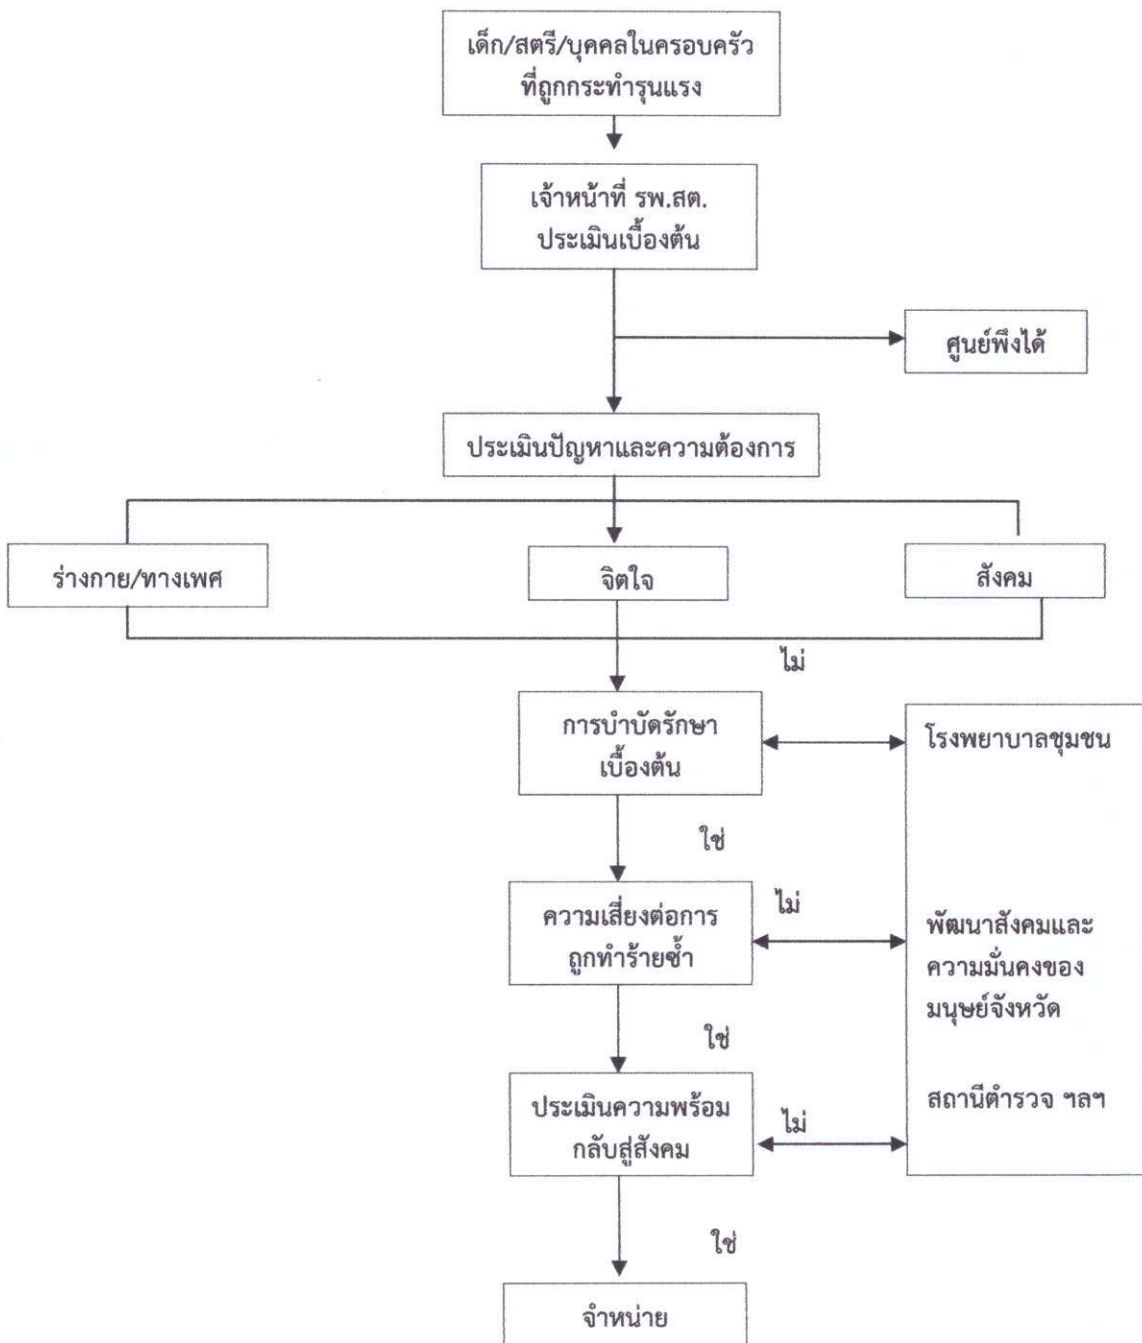 เด็ก/สตรี/บุคคลในครอบครัว
ที่ถูกกระทำรุนแรง
เจ้าหน้าที่ รพ.สต.
ประเมินเบื้องต้น
ศูนย์พึ่งได้
ประเมินปัญหาและความต้องการ
ร่างกาย/ทางเพศ
จิตใจ
สังคม
ไม่
การบำบัดรักษา
เบื้องต้น
โรงพยาบาลชุมชน
ใช่
ความเสี่ยงต่อการ
ถูกทำร้ายซ้ำ
ไม่
พัฒนาสังคมและ
ความมั่นคงของ
มนุษย์จังหวัด
ใช่
ประเมินความพร้อม
กลับสู่สังคม
ไม่
สถานีตำรวจ ฯลฯ
ใช่
จำหน่าย